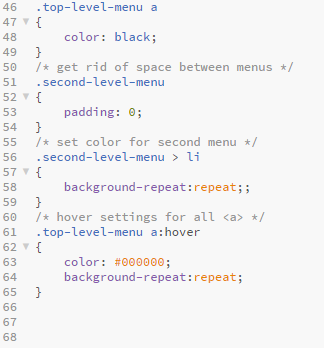 46 .top-level-menu a
47 {
48     color: black;
49 }
50 /* get rid of space between menus */
51 .second-level-menu
52 {
53     padding: 0;
54 }
55 /* set color for second menu */
56 .second-level-menu > li
57 {
58     background-repeat:repeat;;
59 }
60 /* hover settings for all <a> */
61 .top-level-menu a:hover
62 {
63     color: #000000;
64     background-repeat:repeat;
65 }
66
67
68